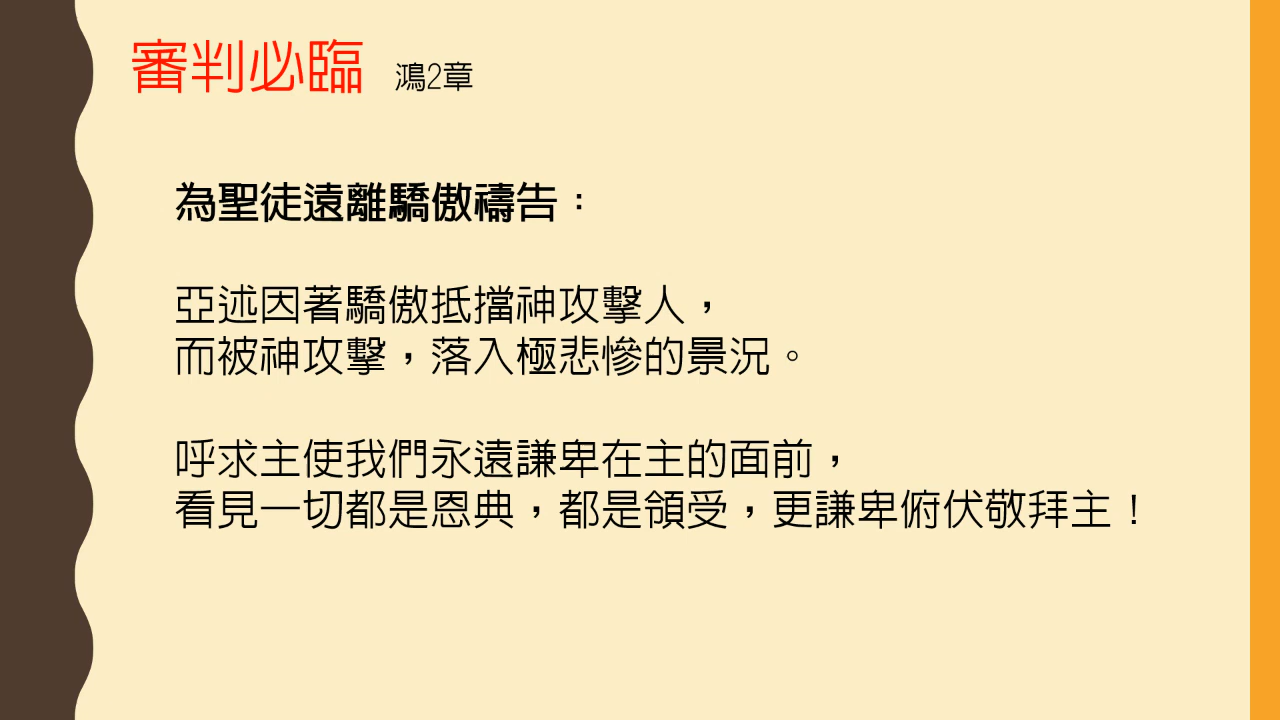 審判必臨 鴻2章
為聖徒遠離驕傲禱告：
亞述因著驕傲抵擋神攻擊人，
而被神攻擊，落入極悲慘的景況。
呼求主使我們永遠謙卑在主的面前，
看見一切都是恩典，都是領受，更謙卑俯伏敬拜主！